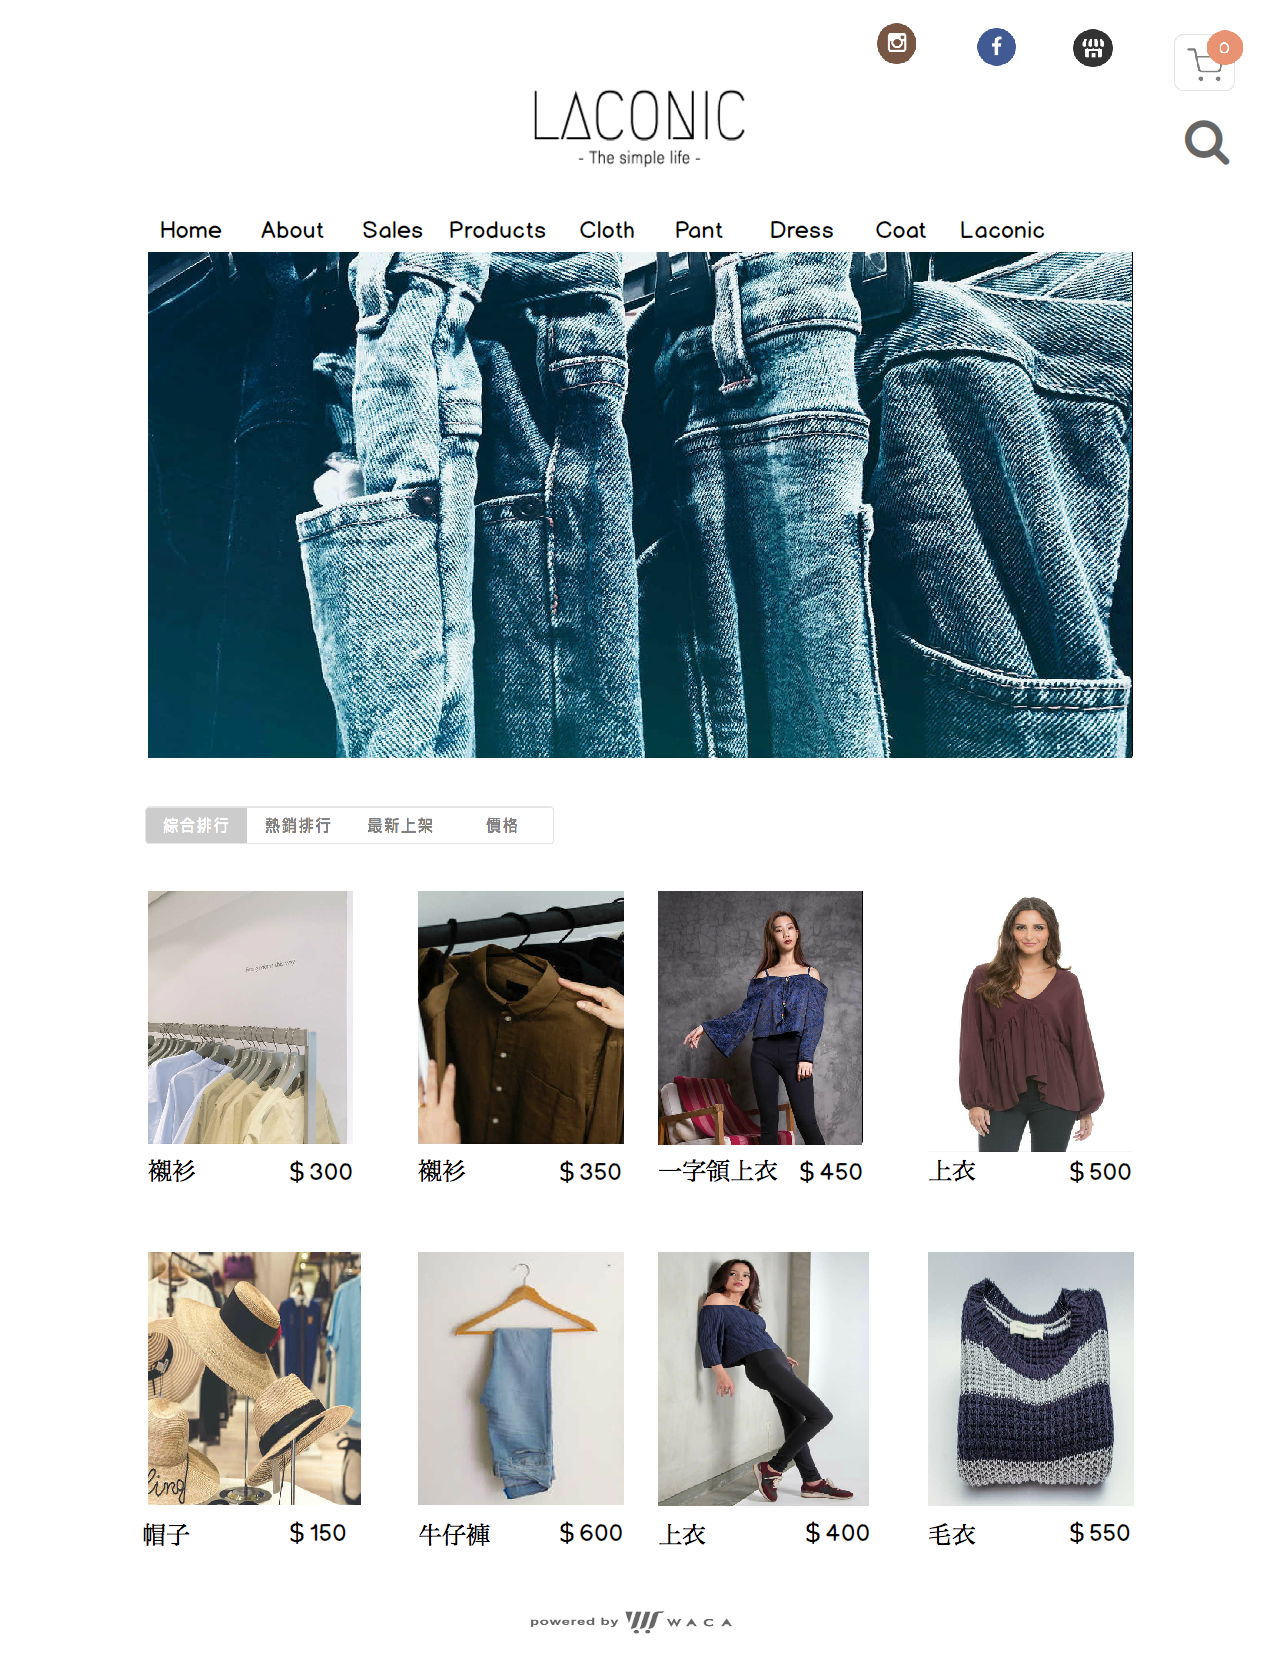 0
LACONIC
- The simple life -
Home About Sales Products Cloth Pant Dress Coat Laconic
綜合排行 熱銷排行 最新上架 價格
襯衫 $ 300
襯衫 $ 350
一字領上衣 $ 450
上衣 $ 500
帽子 $ 150
牛仔褲 $ 600
上衣 $ 400
毛衣 $ 550
powered by WACA